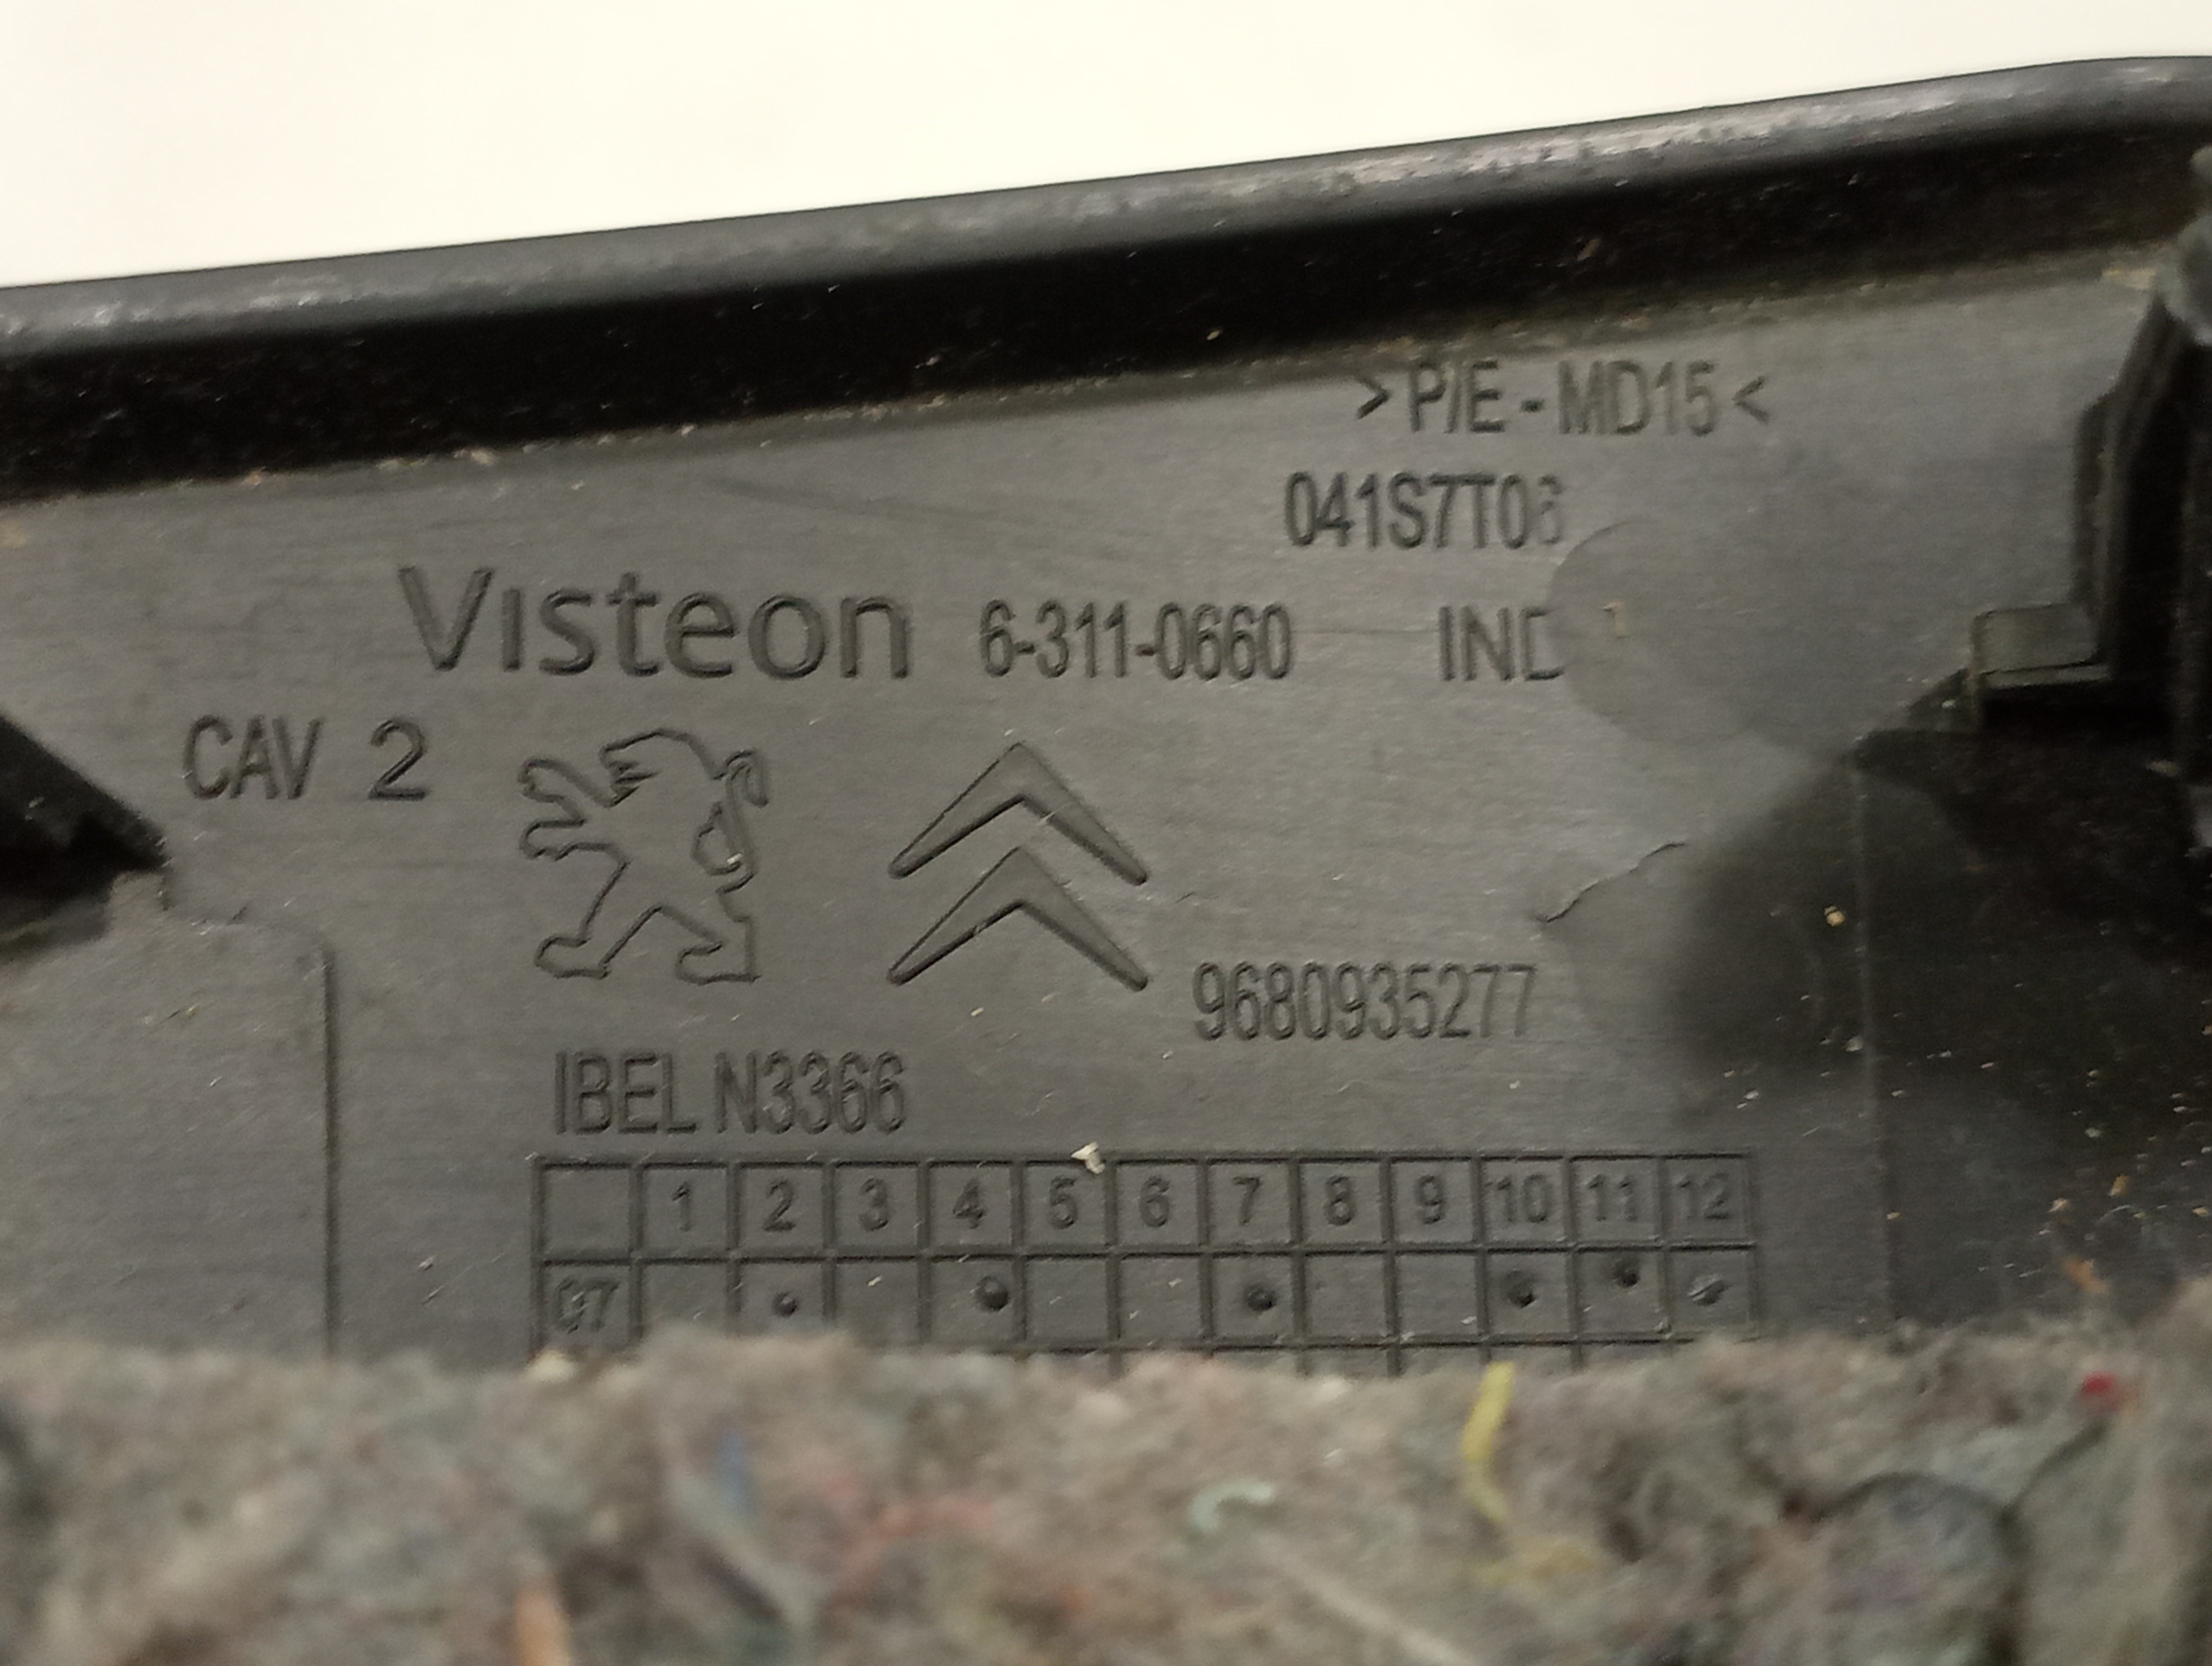 >P/E-MD15<
041S7T06
Visteon 6-311-0660 IND
CAV 2
9680935277
IBEL N3366
1 2 3 4 5 6 7 8 9 10 11 12
07